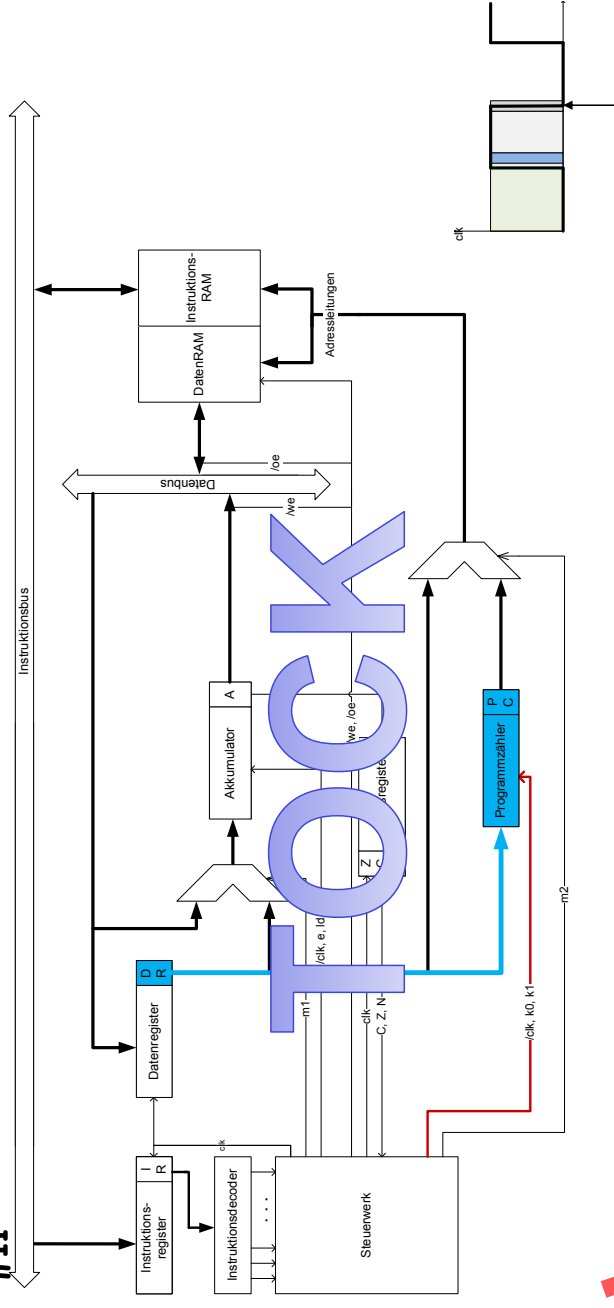 #11
Instruktionsbus
Instruktions-
register
I
R
Instruktionsdecoder
. . .
Steuerwerk
clk
Datenregister
D
R
Akkumulator
A
Datenbus
/we
/oe
DatenRAM
Instruktions-
RAM
Adressleitungen
m1
/clk, e, ld
/we, /oe
clk
C, Z, N
Z
TOCK
Programmzähler
P
C
/clk, k0, k1
m2
clk